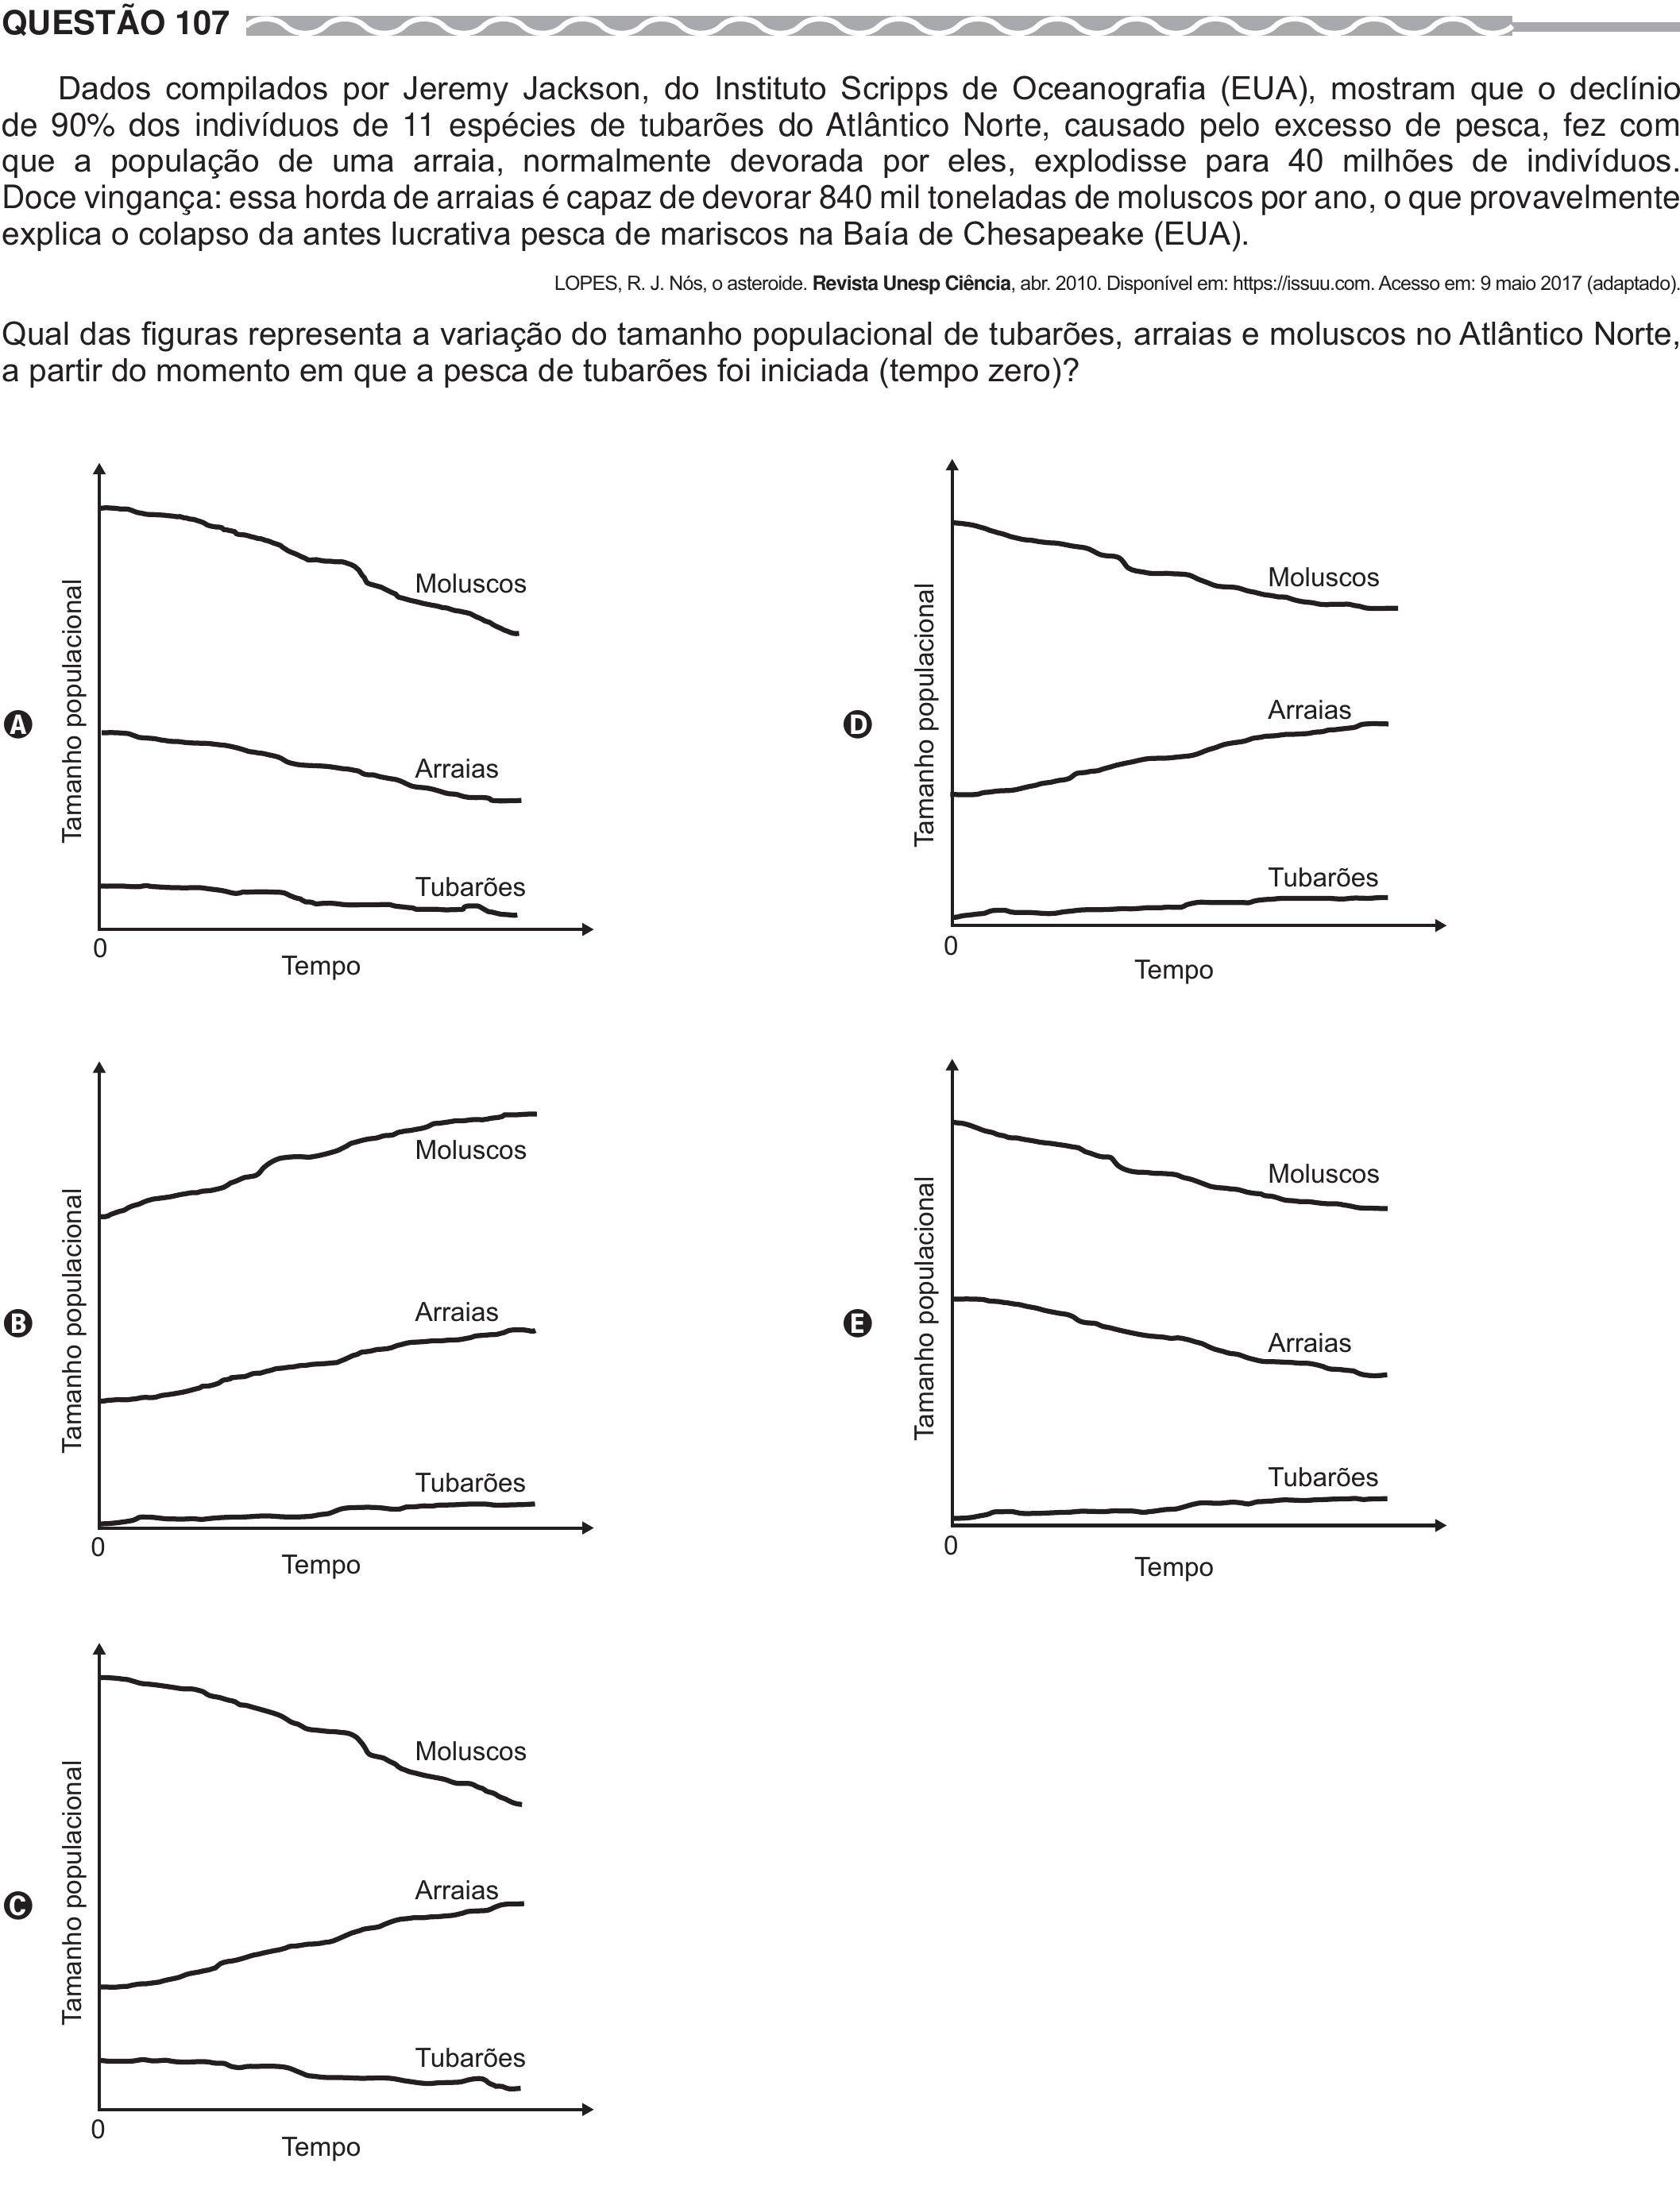 QUESTÃO 107
Dados compilados por Jeremy Jackson, do Instituto Scripps de Oceanografia (EUA), mostram que o declínio
de 90% dos indivíduos de 11 espécies de tubarões do Atlântico Norte, causado pelo excesso de pesca, fez com
que a população de uma arraia, normalmente devorada por eles, explodisse para 40 milhões de indivíduos.
Doce vingança: essa horda de arraias é capaz de devorar 840 mil toneladas de moluscos por ano, o que provavelmente
explica o colapso da antes lucrativa pesca de mariscos na Baía de Chesapeake (EUA).
LOPES, R. J. Nós, o asteroide. Revista Unesp Ciência, abr. 2010. Disponível em: https://issuu.com. Acesso em: 9 maio 2017 (adaptado).
Qual das figuras representa a variação do tamanho populacional de tubarões, arraias e moluscos no Atlântico Norte,
a partir do momento em que a pesca de tubarões foi iniciada (tempo zero)?
A
Tamanho populacional
Moluscos
Arraias
Tubarões
0
Tempo
B
Tamanho populacional
Moluscos
Arraias
Tubarões
0
Tempo
C
Tamanho populacional
Moluscos
Arraias
Tubarões
0
Tempo
D
Tamanho populacional
Moluscos
Arraias
Tubarões
0
Tempo
E
Tamanho populacional
Moluscos
Arraias
Tubarões
0
Tempo